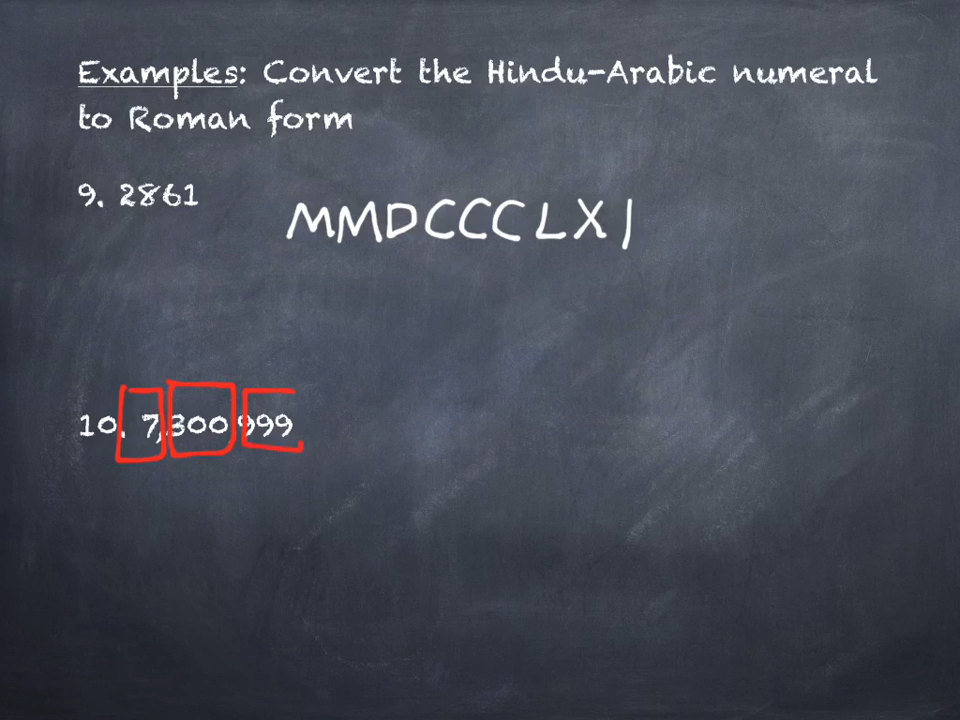 Examples: Convert the Hindu-Arabic numeral
to Roman form
9. 2861
MMDCCCLXI
10. 7,300 999